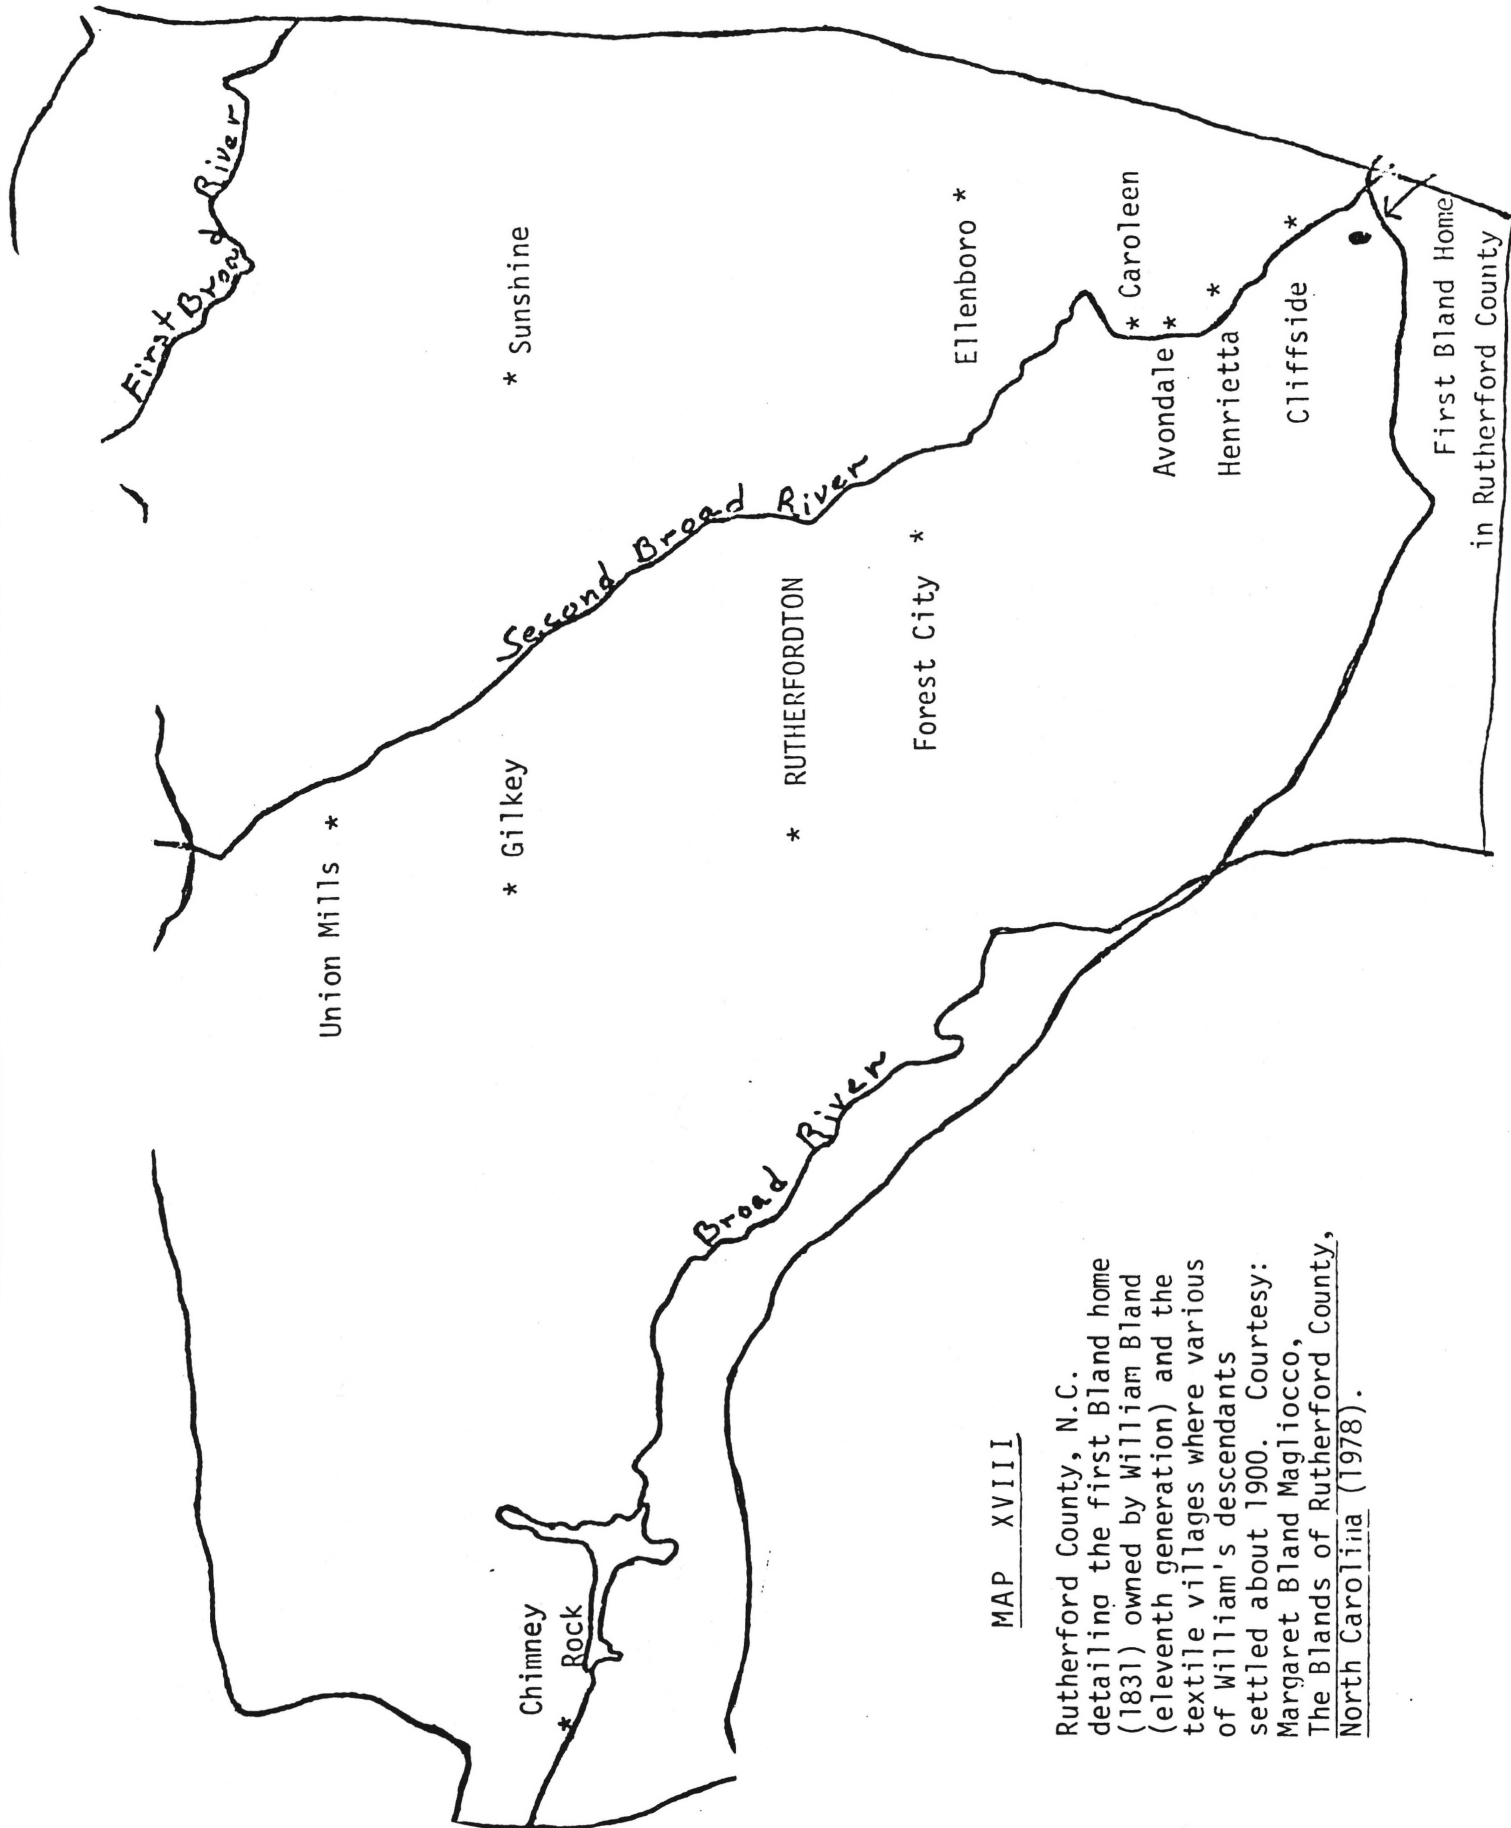 First Broad River
* Sunshine
Ellenboro *
* Caroleen
Avondale *
Henrietta *
Cliffside *
First Bland Home
in Rutherford County
Second Broad River
Union Mills *
* Gilkey
* RUTHERFORDTON
Forest City *
Broad River
Chimney
Rock
*
MAP XVIII
Rutherford County, N.C.
detailing the first Bland home
(1831) owned by William Bland
(eleventh generation) and the
textile villages where various
of William's descendants
settled about 1900. Courtesy:
Margaret Bland Magliocco,
The Blands of Rutherford County,
North Carolina (1978).